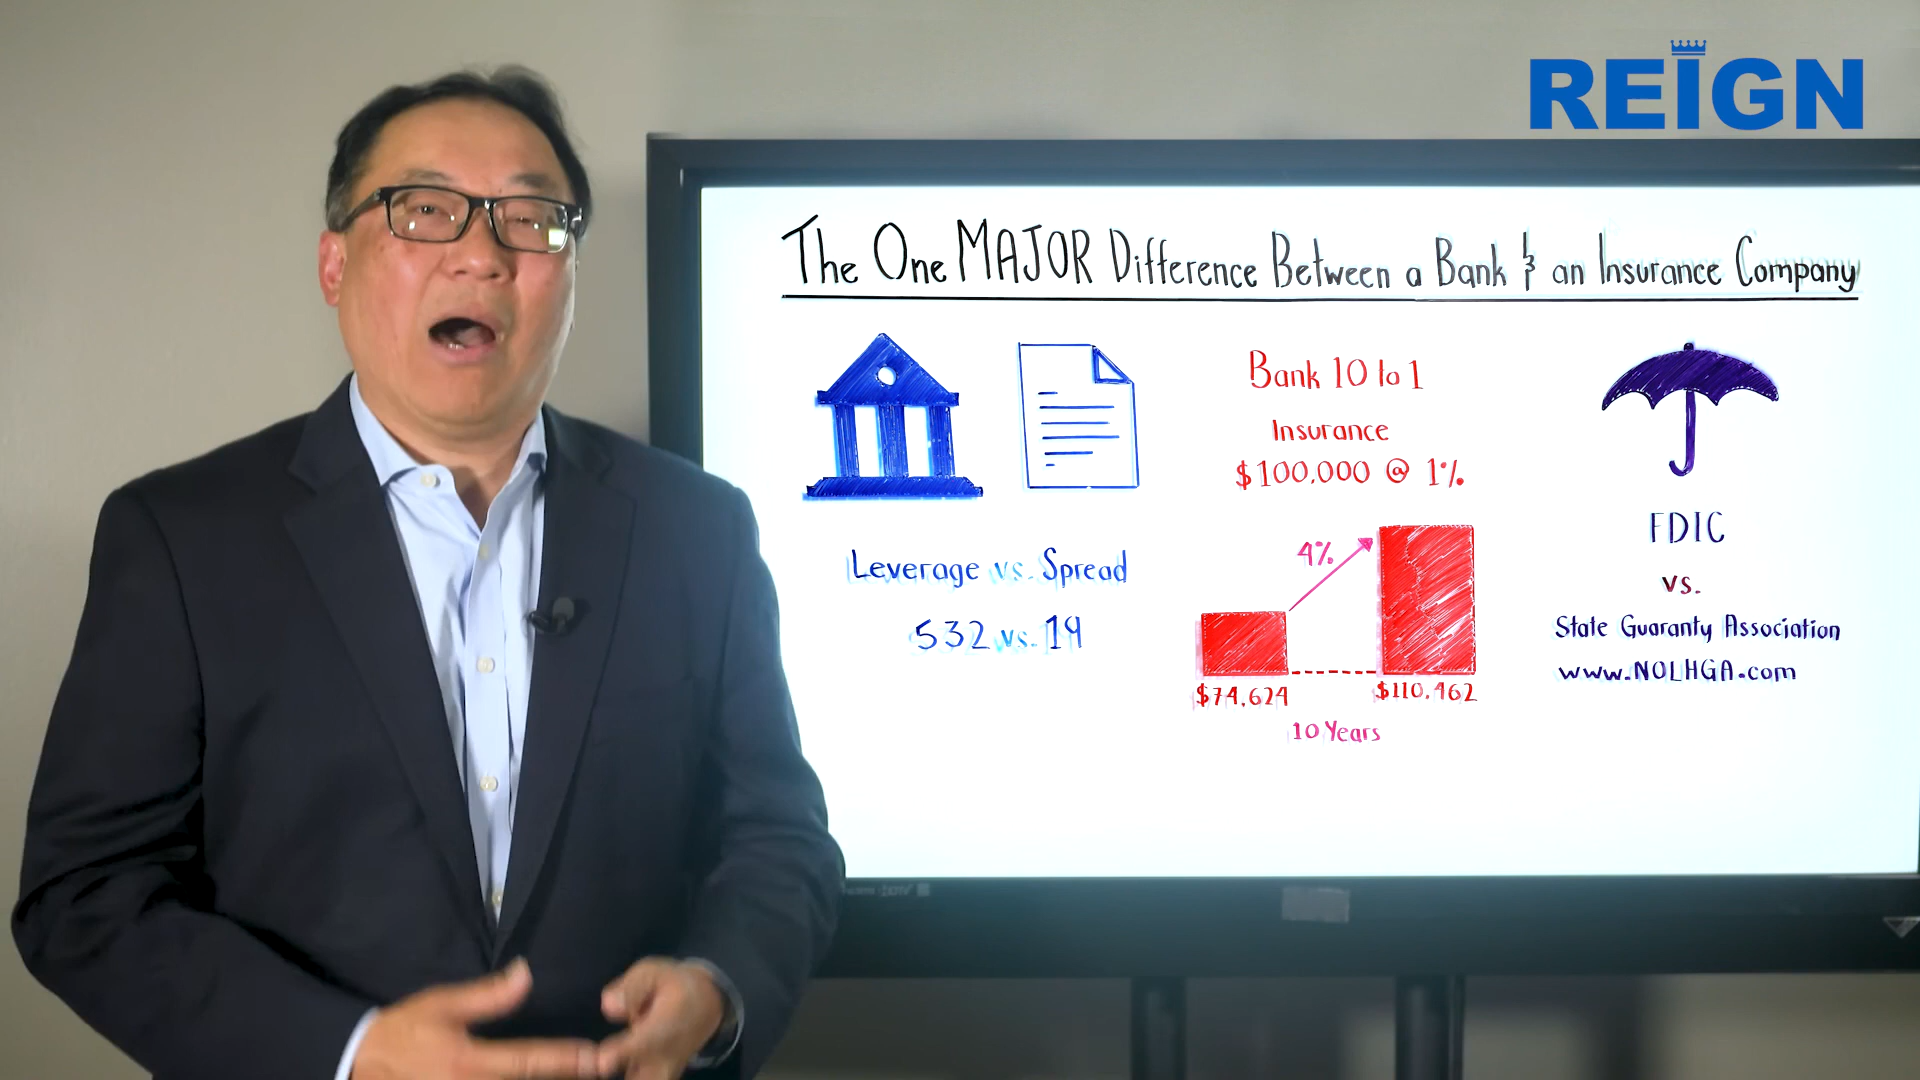 REIGN
The One MAJOR Difference Between a Bank & an Insurance Company
Bank 10 to 1
Insurance
$100,000 @ 1%
Leverage vs. Spread
532 vs. 19
4%
$74,624
$110,462
10 Years
FDIC
vs.
State Guaranty Association
www.NOLHGA.com